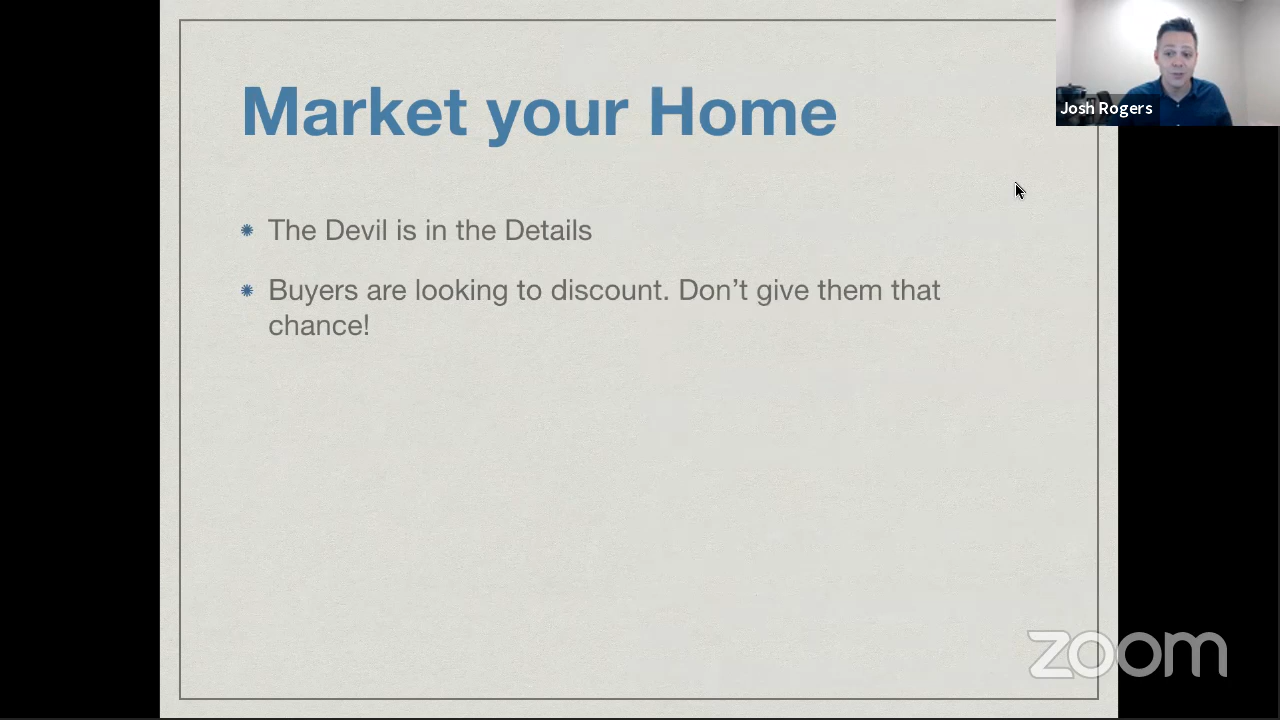 Market your Home
Josh Rogers
The Devil is in the Details
Buyers are looking to discount. Don’t give them that
chance!
zoom